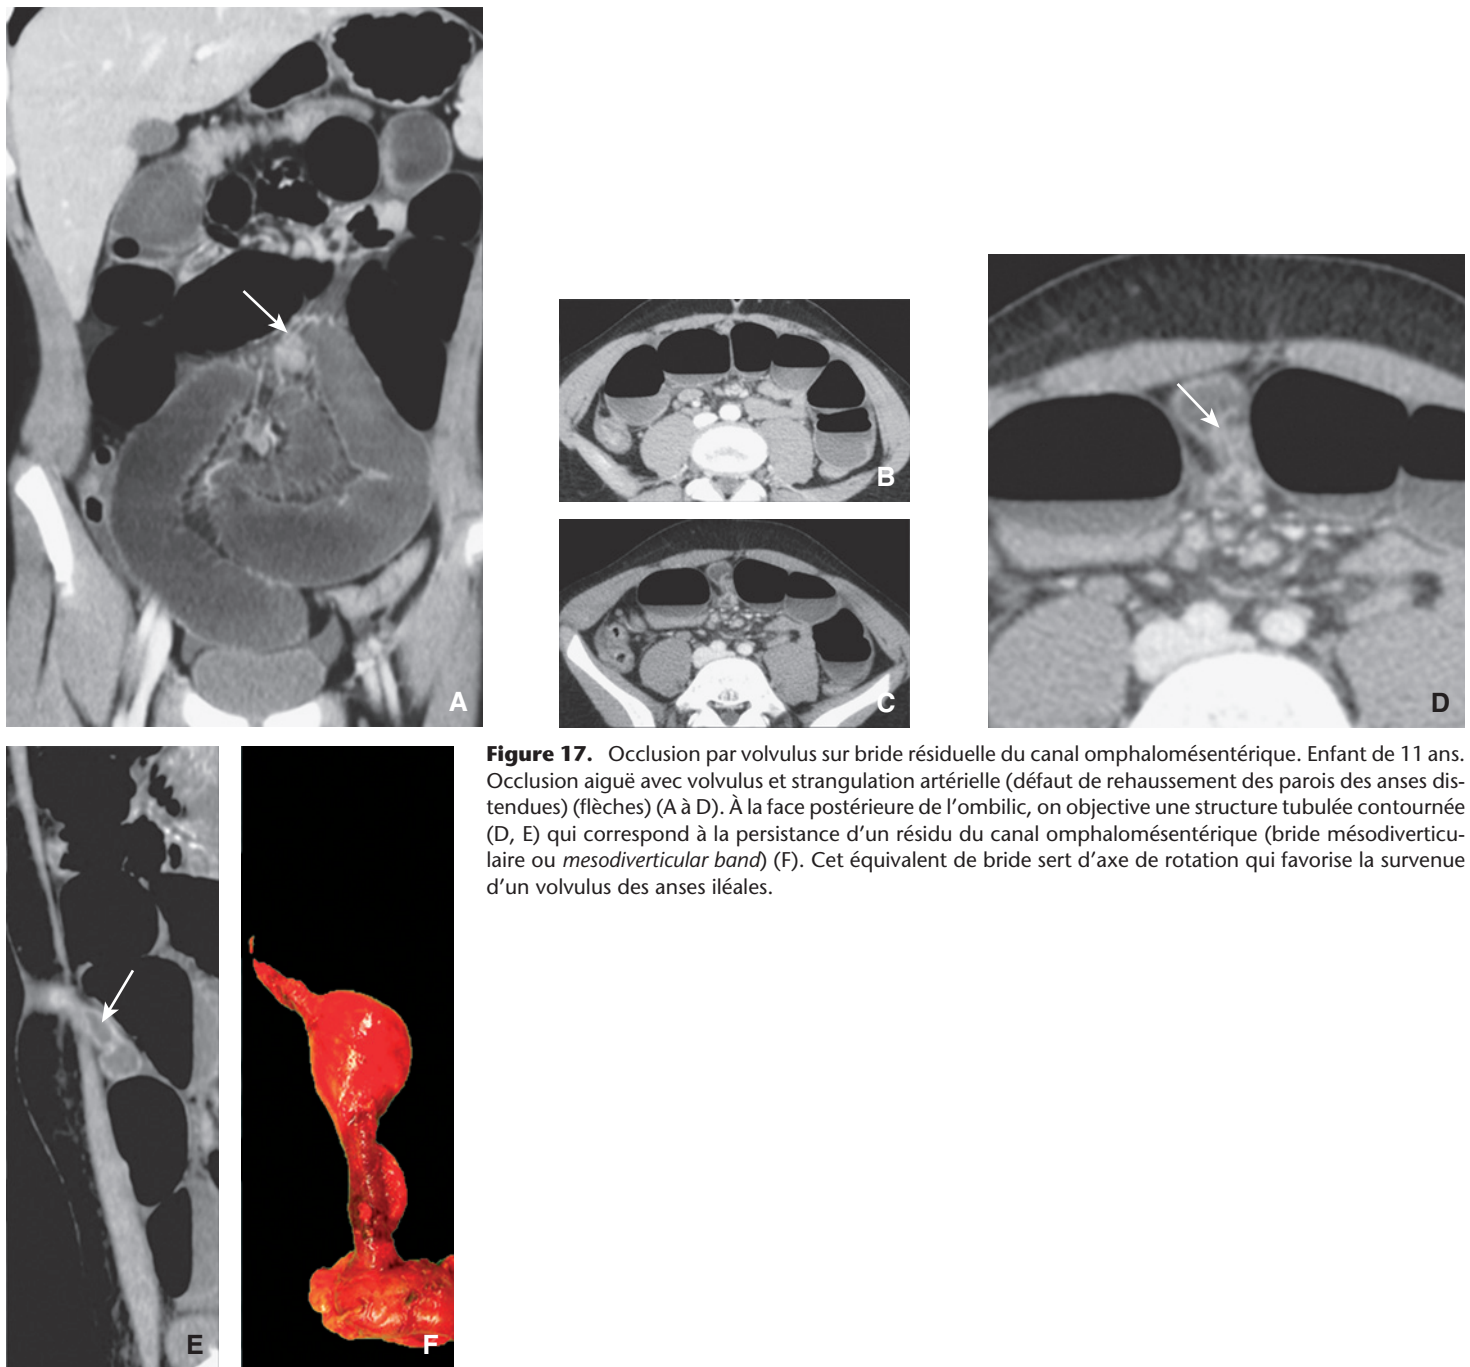 A
B
C
D
E
F
Figure 17. Occlusion par volvulus sur bride résiduelle du canal omphalomésentérique. Enfant de 11 ans.
Occlusion aiguë avec volvulus et strangulation artérielle (défaut de rehaussement des parois des anses dis-
tendues) (flèches) (A à D). À la face postérieure de l’ombilic, on objective une structure tubulée contournée
(D, E) qui correspond à la persistance d’un résidu du canal omphalomésentérique (bride mésodiverticu-
laire ou mesodiverticular band) (F). Cet équivalent de bride sert d’axe de rotation qui favorise la survenue
d’un volvulus des anses iléales.